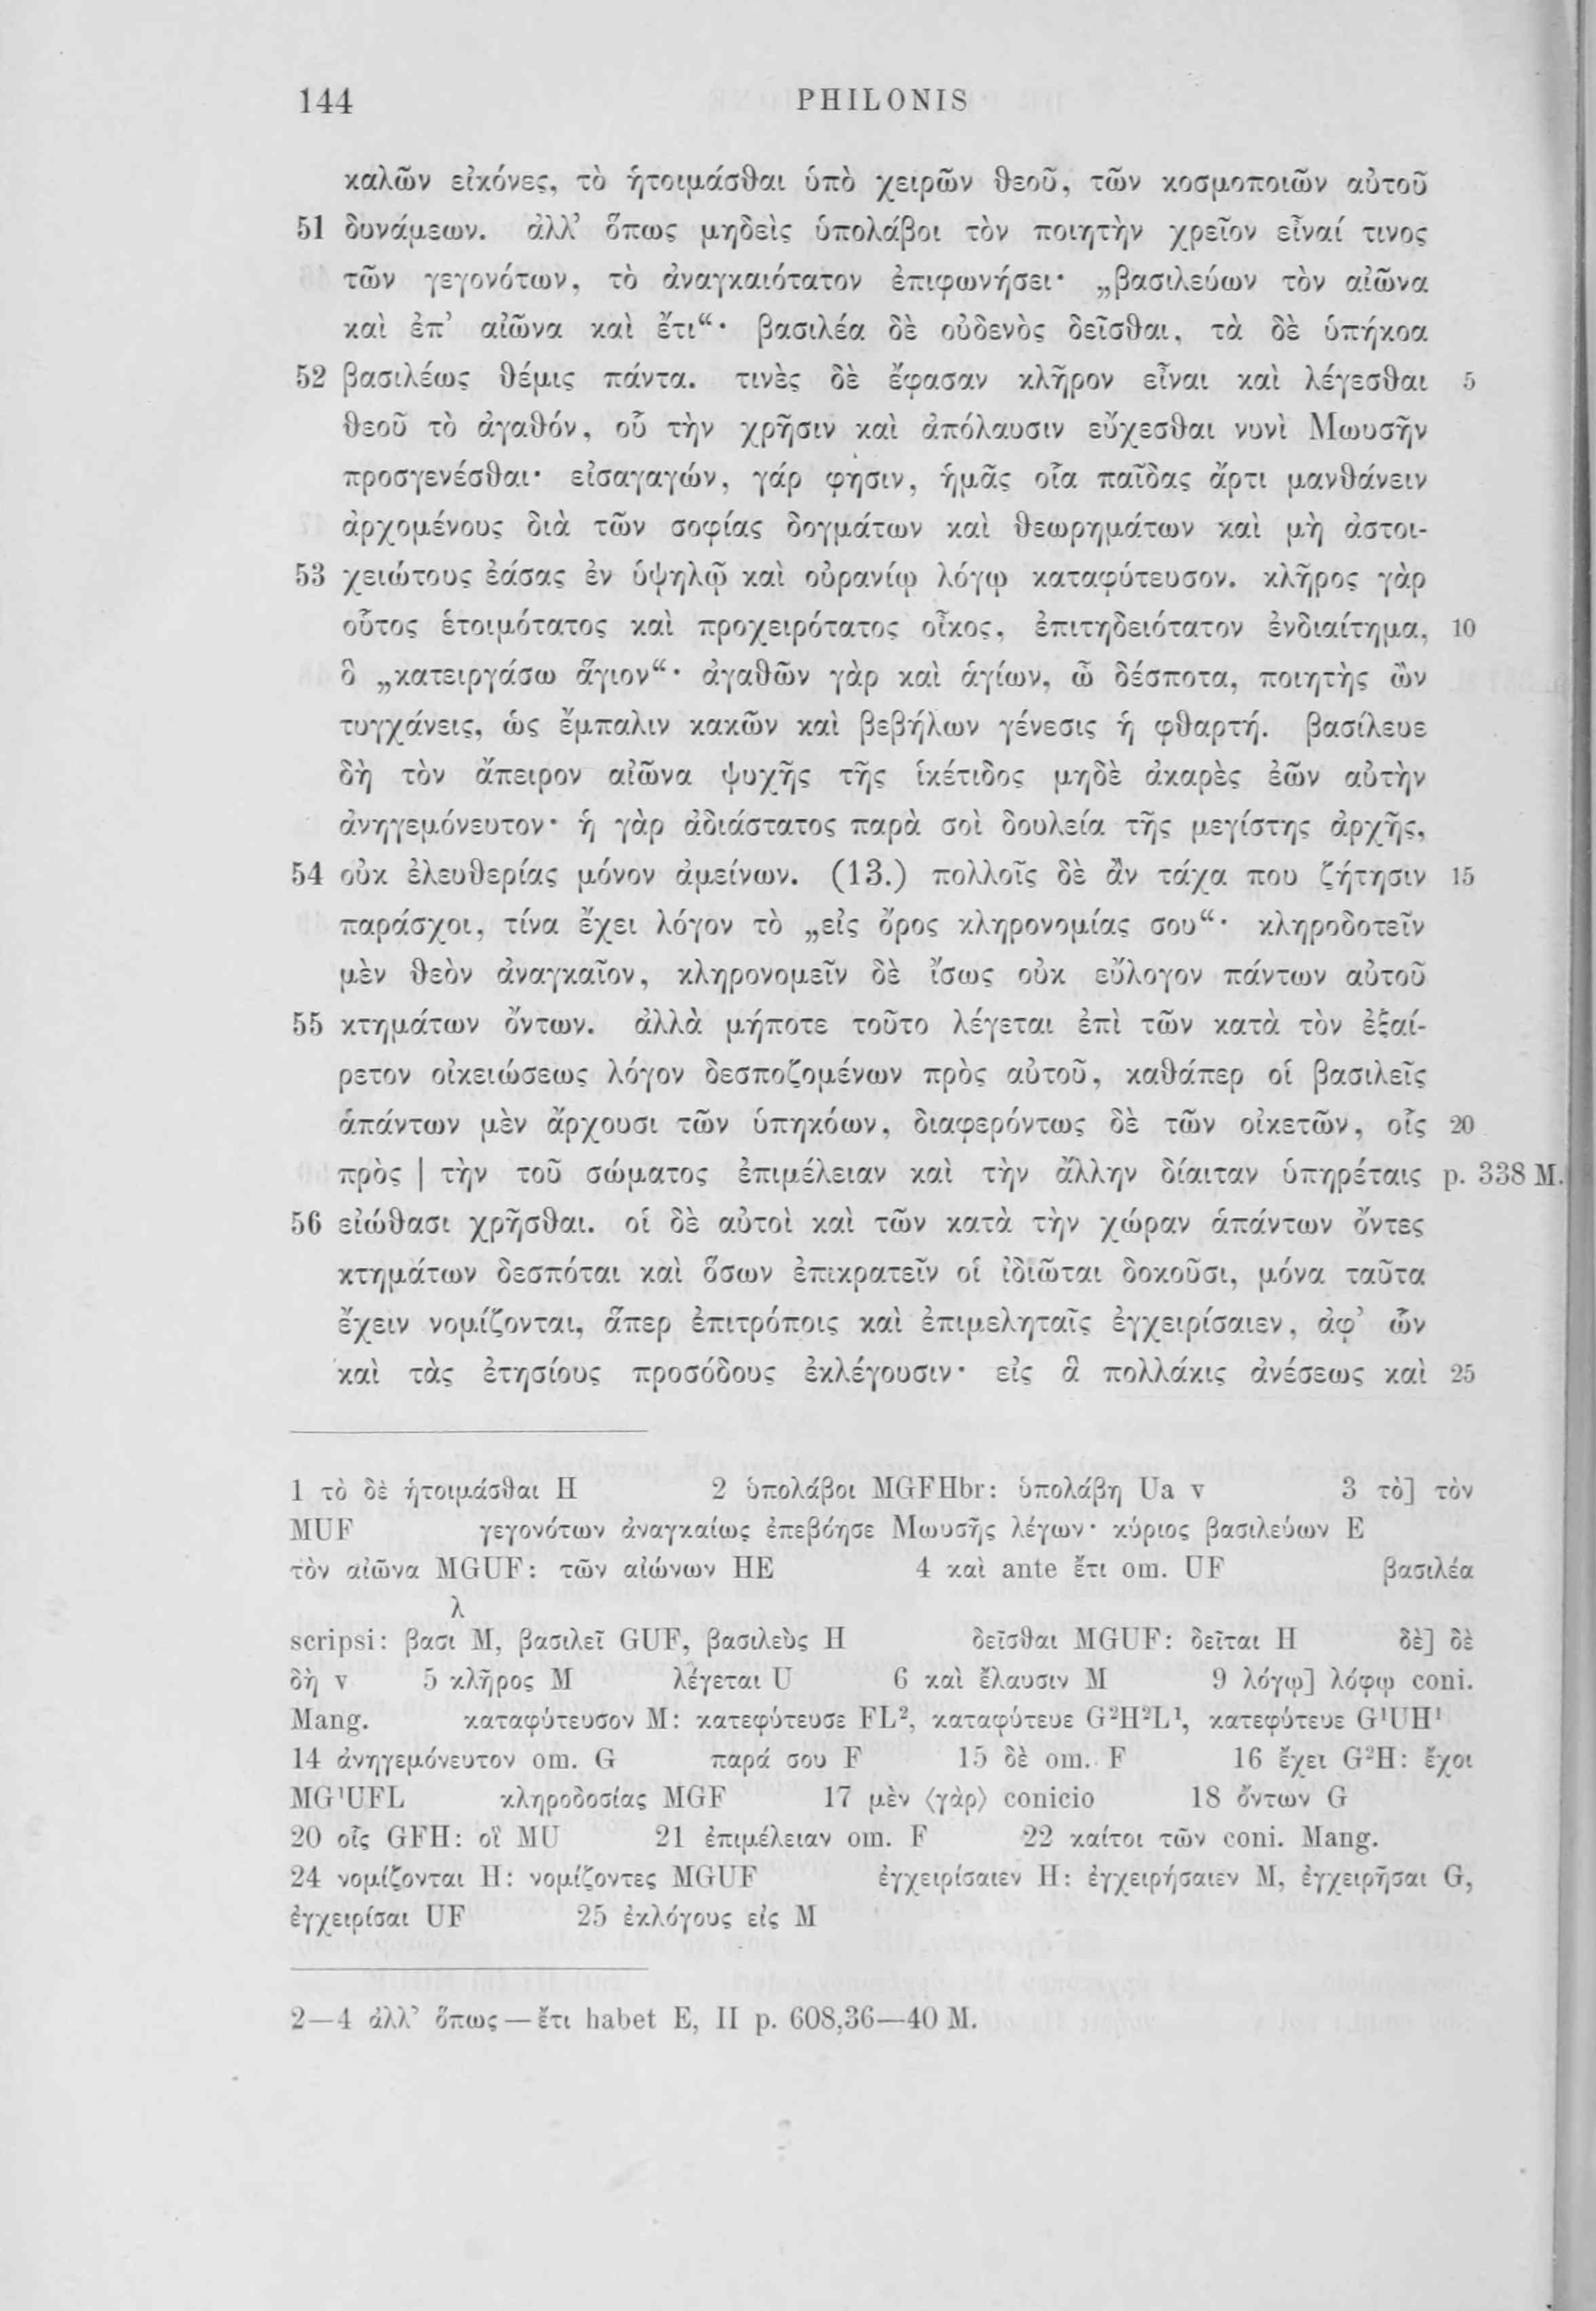 144 PHILONIS
καλῶν εἰκόνες, τὸ ἡτοιμάσθαι ὑπὸ χειρῶν θεοῦ, τῶν κοσμοποιῶν αὐτοῦ
51 δυνάμεων. ἀλλ’ ὅπως μηδεὶς ὑπολάβοι τὸν ποιητὴν χρεῖον εἶναί τινος
τῶν γεγονότων, τὸ ἀναγκαιότατον ἐπιφωνήσει· „βασιλεύων τὸν αἰῶνα
καὶ ἐπ’ αἰῶνα καὶ ἔτι“· βασιλέα δὲ οὐδενὸς δεῖσθαι, τὰ δὲ ὑπήκοα
52 βασιλέως θέμις πάντα. τινὲς δὲ ἔφασαν κλῆρον εἶναι καὶ λέγεσθαι 5
θεοῦ τὸ ἀγαθόν, οὗ τὴν χρῆσιν καὶ ἀπόλαυσιν εὔχεσθαι νυνὶ Μωυσῆν
προσγενέσθαι· εἰσαγαγών, γάρ φησιν, ἡμᾶς οἷα παῖδας ἄρτι μανθάνειν
ἀρχομένους διὰ τῶν σοφίας δογμάτων καὶ θεωρημάτων καὶ μὴ ἀστοι-
53 χειώτους ἐάσας ἐν ὑψηλῷ καὶ οὐρανίῳ λόγῳ καταφύτευσον. κλῆρος γὰρ
οὗτος ἑτοιμότατος καὶ προχειρότατος οἶκος, ἐπιτηδειότατον ἐνδιαίτημα, 10
ὃ „κατειργάσω ἅγιον“· ἀγαθῶν γὰρ καὶ ἁγίων, ὦ δέσποτα, ποιητὴς ὢν
τυγχάνεις, ὡς ἔμπαλιν κακῶν καὶ βεβήλων γένεσις ἡ φθαρτή. βασίλευε
δὴ τὸν ἄπειρον αἰῶνα ψυχῆς τῆς ἱκέτιδος μηδὲ ἀκαρὲς ἐῶν αὐτὴν
ἀνηγεμόνευτον· ἡ γὰρ ἀδιάστατος παρὰ σοὶ δουλεία τῆς μεγίστης ἀρχῆς,
54 οὐκ ἐλευθερίας μόνον ἀμείνων. (13.) πολλοῖς δὲ ἂν τάχα που ζήτησιν 15
παράσχοι, τίνα ἔχει λόγον τὸ „εἰς ὄρος κληρονομίας σου“· κληροδοτεῖν
μὲν θεὸν ἀναγκαῖον, κληρονομεῖν δὲ ἴσως οὐκ εὔλογον πάντων αὐτοῦ
55 κτημάτων ὄντων. ἀλλὰ μήποτε τοῦτο λέγεται ἐπὶ τῶν κατὰ τὸν ἐξαί-
ρετον οἰκειώσεως λόγον δεσποζομένων πρὸς αὐτοῦ, καθάπερ οἱ βασιλεῖς
ἁπάντων μὲν ἄρχουσι τῶν ὑπηκόων, διαφερόντως δὲ τῶν οἰκετῶν, οἷς 20
πρὸς | τὴν τοῦ σώματος ἐπιμέλειαν καὶ τὴν ἄλλην δίαιταν ὑπηρέταις p. 338 M.
56 εἰώθασι χρῆσθαι. οἱ δὲ αὐτοὶ καὶ τῶν κατὰ τὴν χώραν ἁπάντων ὄντες
κτημάτων δεσπόται καὶ ὅσων ἐπικρατεῖν οἱ ἰδιῶται δοκοῦσι, μόνα ταῦτα
ἔχειν νομίζονται, ἅπερ ἐπιτρόποις καὶ ἐπιμεληταῖς ἐγχειρίσαιεν, ἀφ’ ὧν
καὶ τὰς ἐτησίους προσόδους ἐκλέγουσιν· εἰς ἃ πολλάκις ἀνέσεως καὶ 25
1 τὸ δὲ ἡτοιμάσθαι H 2 ὑπολάβοι MGFHbr: ὑπολάβῃ Ua v 3 τὸ] τὸν
MUF γεγονότων ἀναγκαίως ἐπεβόησε Μωυσῆς λέγων· κύριος βασιλεύων E
τὸν αἰῶνα MGUF: τῶν αἰώνων HE 4 καὶ ante ἔτι om. UF βασιλέα
λ
scripsi: βασι M, βασιλεῖ GUF, βασιλεὺς H δεῖσθαι MGUF: δεῖται H δὲ] δὲ
δὴ v 5 κλῆρος M λέγεται U 6 καὶ ἔλαυσιν M 9 λόγῳ] λόφῳ coni.
Mang. καταφύτευσον M: κατεφύτευσε FL², καταφύτευε G²H²L¹, κατεφύτευε G¹UH¹
14 ἀνηγεμόνευτον om. G παρά σου F 15 δὲ om. F 16 ἔχει G²H: ἔχοι
MG¹UFL κληροδοσίας MGF 17 μὲν ⟨γὰρ⟩ conicio 18 ὄντων G
20 οἷς GFH: οἳ MU 21 ἐπιμέλειαν om. F 22 καίτοι τῶν coni. Mang.
24 νομίζονται H: νομίζοντες MGUF ἐγχειρίσαιεν H: ἐγχειρήσαιεν M, ἐγχειρῆσαι G,
ἐγχειρίσαι UF 25 ἐκλόγους εἰς M
2—4 ἀλλ’ ὅπως — ἔτι habet E, II p. 608,36—40 M.